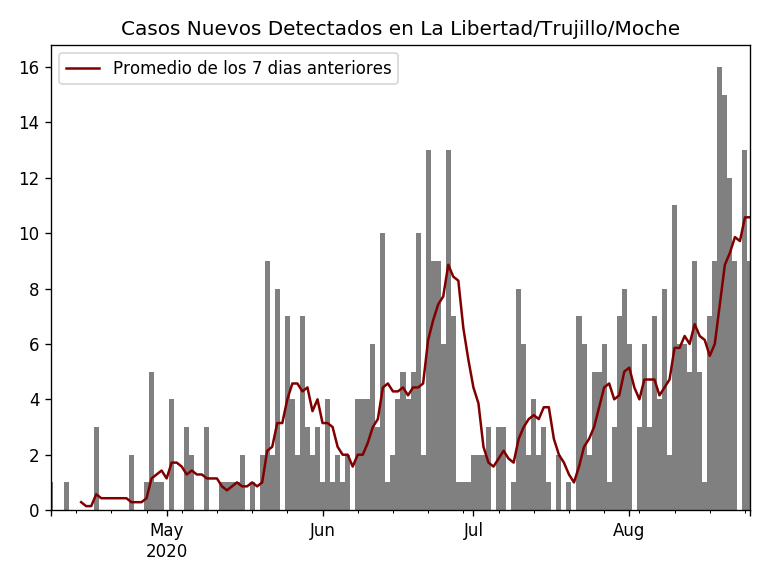 Casos Nuevos Detectados en La Libertad/Trujillo/Moche
Promedio de los 7 dias anteriores
16
14
12
10
8
6
4
2
0
May
2020
Jun
Jul
Aug